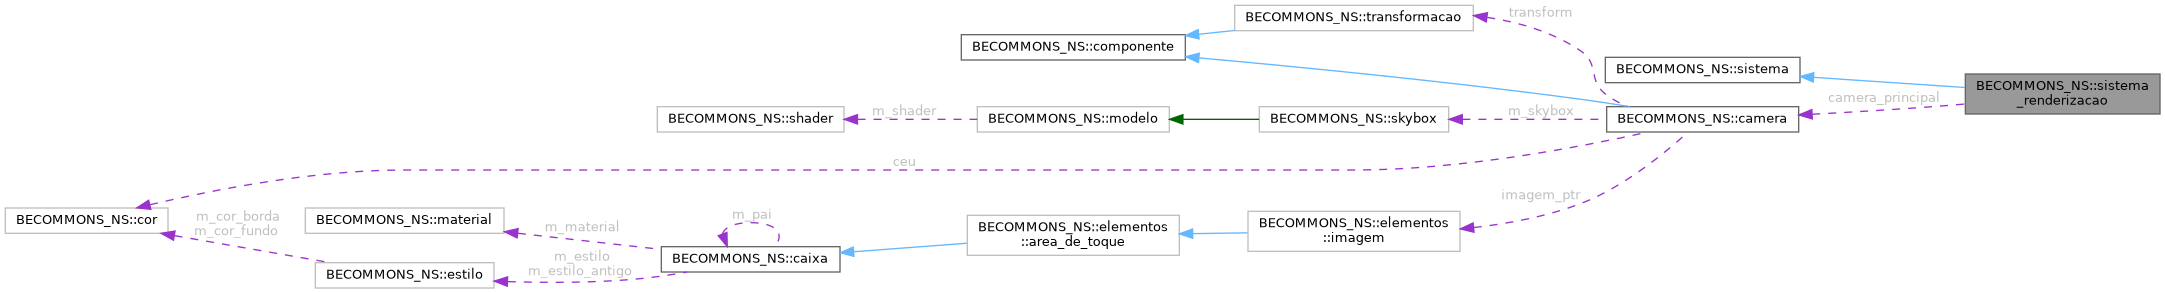 transform
BECOMMONS_NS::transformacao
BECOMMONS_NS::componente
BECOMMONS_NS::sistema
BECOMMONS_NS::sistema
_renderizacao
camera_principal
m_shader
m_skybox
BECOMMONS_NS::shader
BECOMMONS_NS::modelo
BECOMMONS_NS::skybox
BECOMMONS_NS::camera
ceu
imagem_ptr
BECOMMONS_NS::cor
m_cor_borda
m_cor_fundo
BECOMMONS_NS::material
m_material
m_pai
BECOMMONS_NS::elementos
::area_de_toque
BECOMMONS_NS::elementos
::imagem
m_estilo
m_estilo_antigo
BECOMMONS_NS::caixa
BECOMMONS_NS::estilo